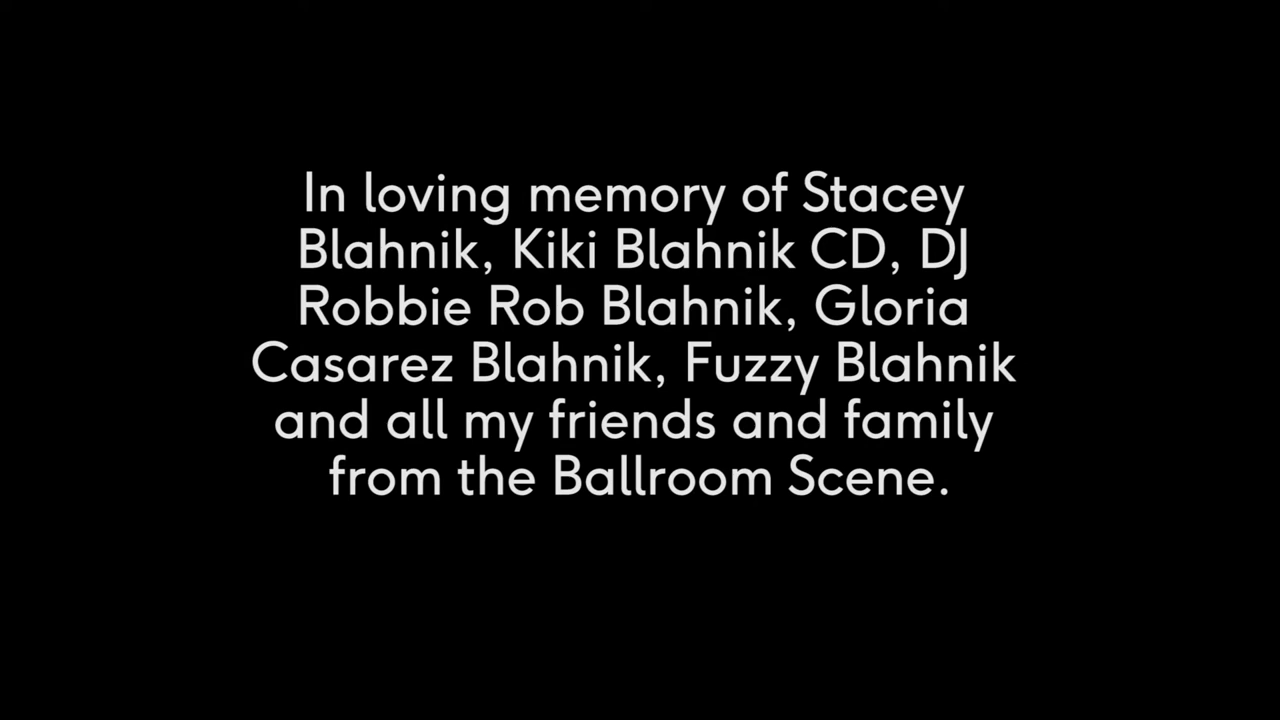 In loving memory of Stacey
Blahnik, Kiki Blahnik CD, DJ
Robbie Rob Blahnik, Gloria
Casarez Blahnik, Fuzzy Blahnik
and all my friends and family
from the Ballroom Scene.